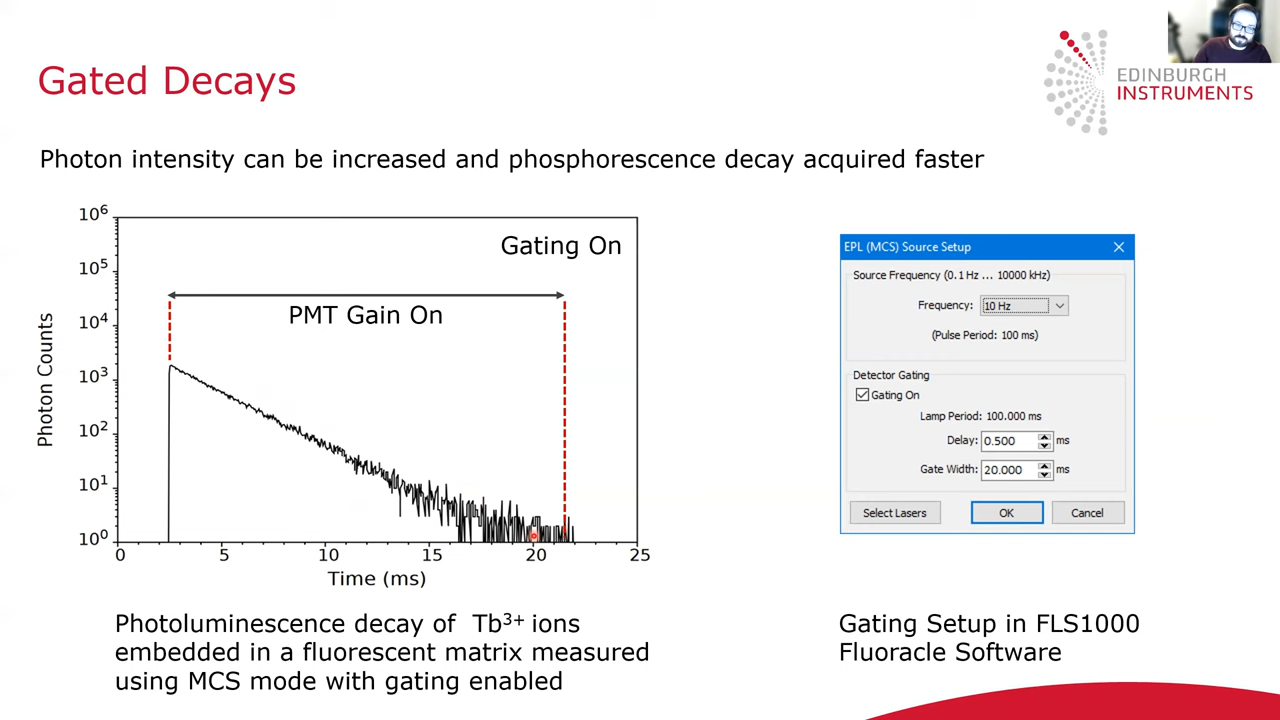 Gated Decays
EDINBURGH
INSTRUMENTS
Photon intensity can be increased and phosphorescence decay acquired faster
10⁶
10⁵
10⁴
10³
10²
10¹
10⁰
Photon Counts
Gating On
PMT Gain On
0 5 10 15 20 25
Time (ms)
Photoluminescence decay of Tb³⁺ ions
embedded in a fluorescent matrix measured
using MCS mode with gating enabled
EPL (MCS) Source Setup
Source Frequency (0.1 Hz ... 10000 kHz)
Frequency: 10 Hz
(Pulse Period: 100 ms)
Detector Gating
Gating On
Lamp Period: 100.000 ms
Delay: 0.500 ms
Gate Width: 20.000 ms
Select Lasers OK Cancel
Gating Setup in FLS1000
Fluoracle Software